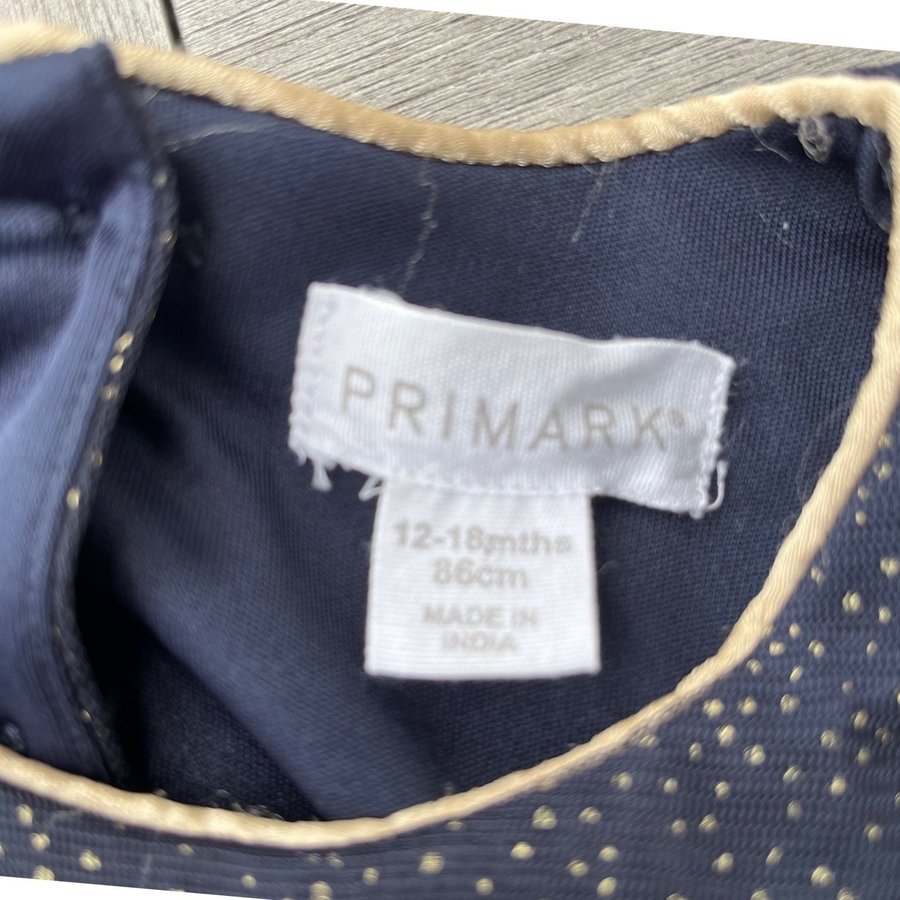 PRIMARK®
12-18mths
86cm
MADE IN
INDIA